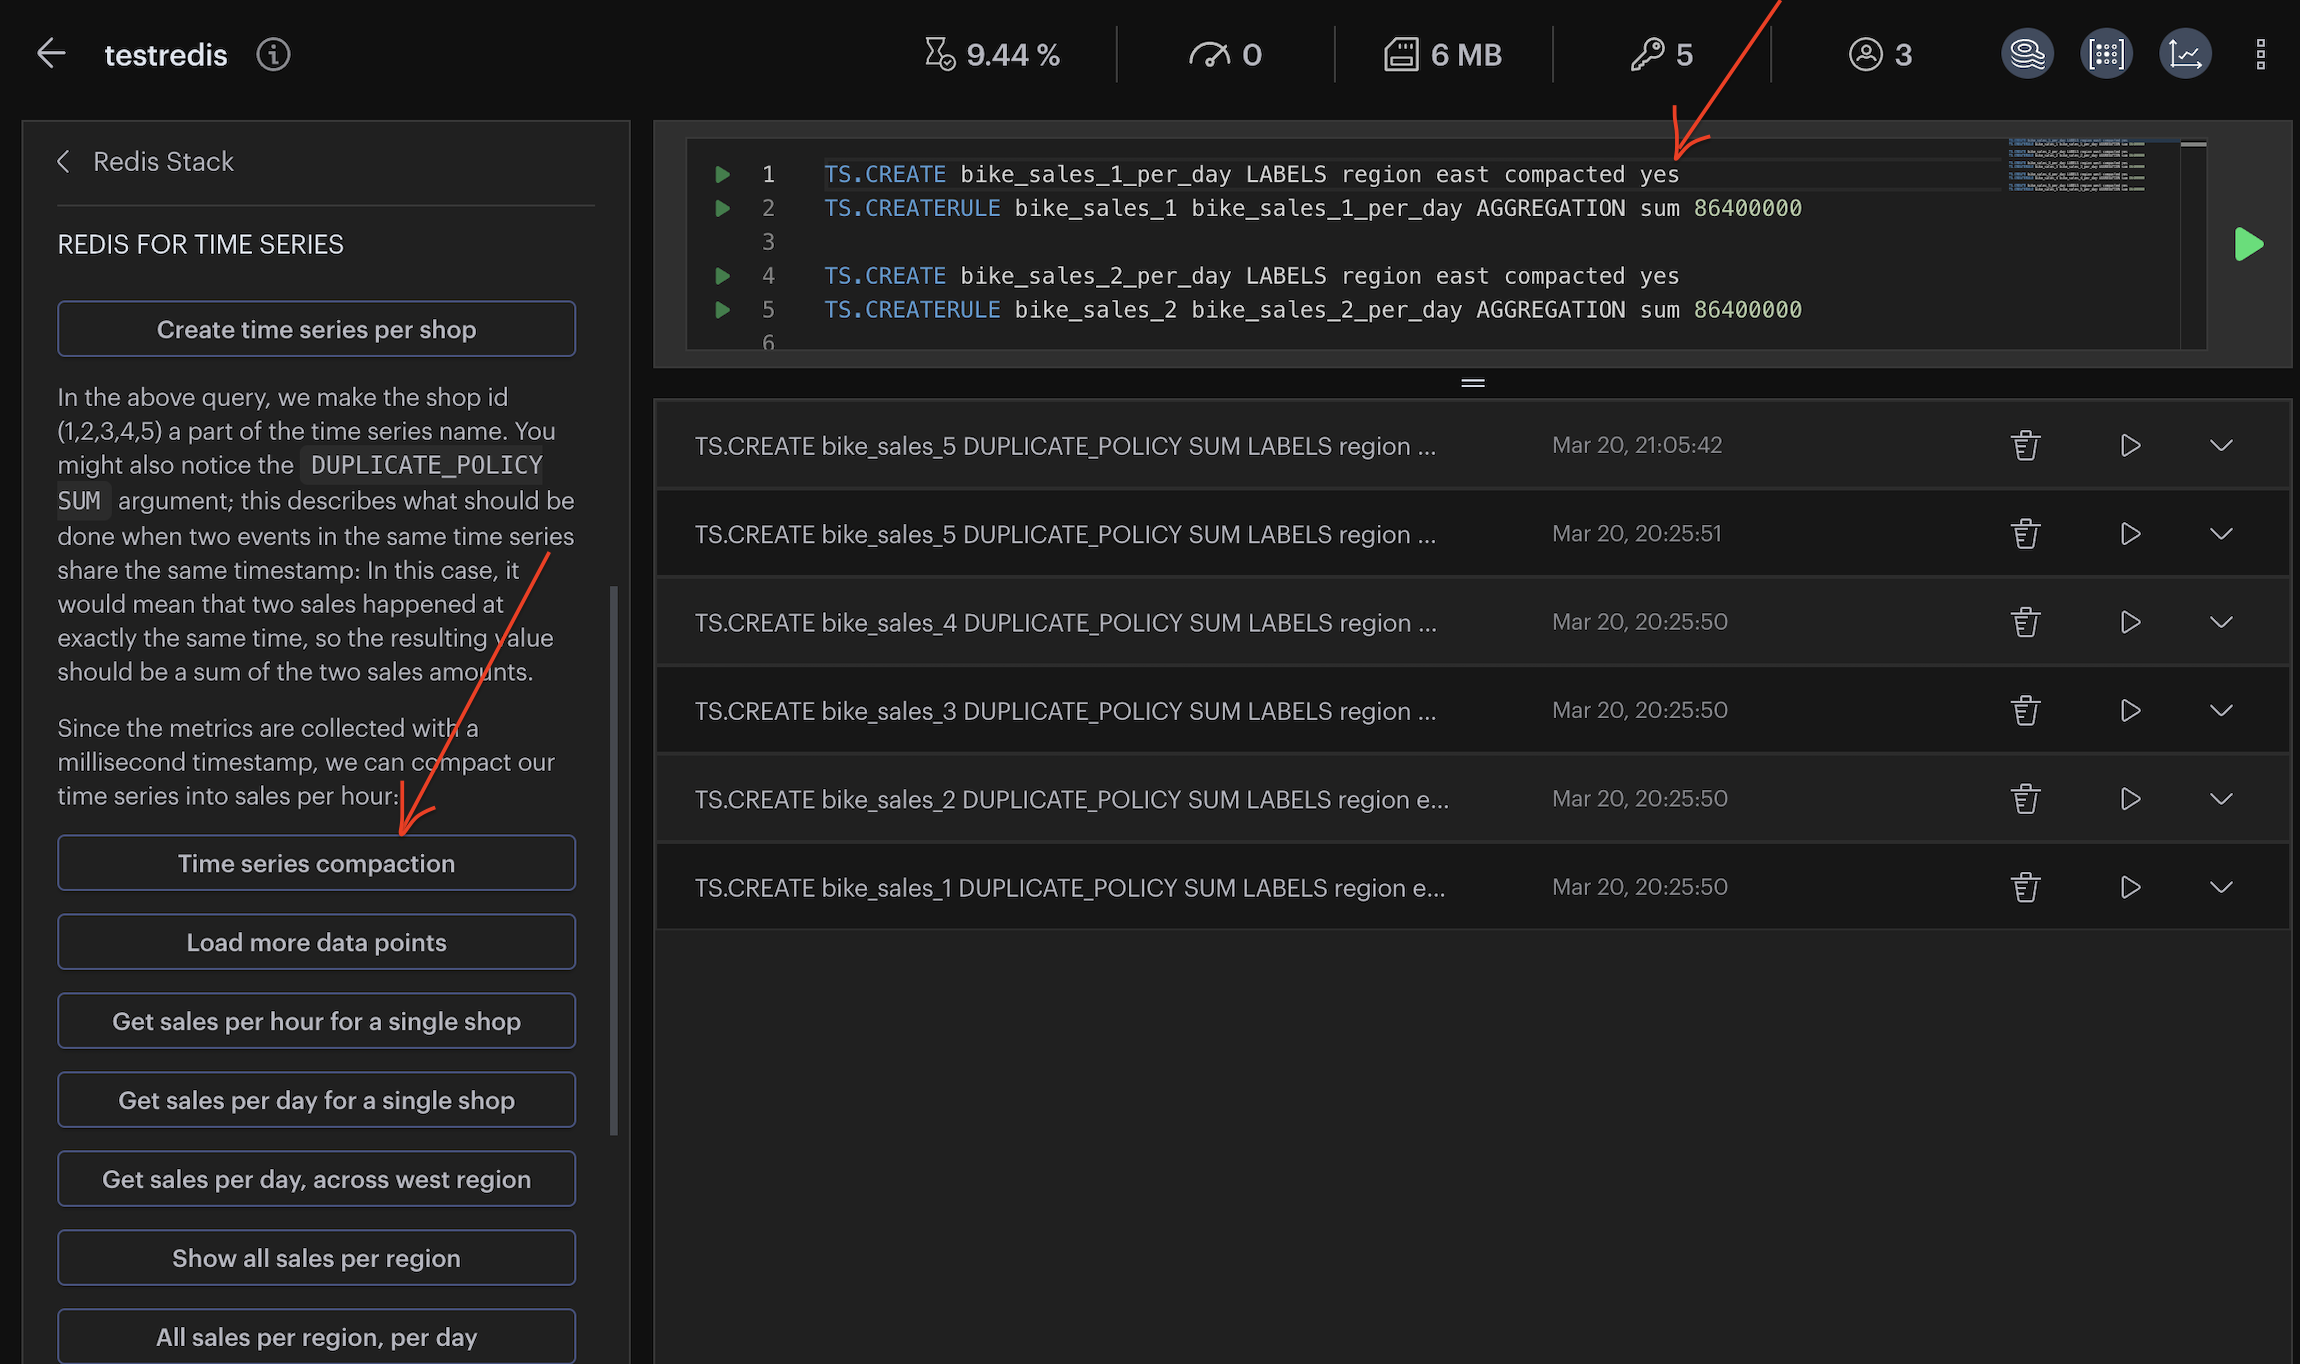 testredis
9.44 %
0
6 MB
5
3
Redis Stack
REDIS FOR TIME SERIES
Create time series per shop
In the above query, we make the shop id
(1,2,3,4,5) a part of the time series name. You
might also notice the DUPLICATE_POLICY
SUM argument; this describes what should be
done when two events in the same time series
share the same timestamp: In this case, it
would mean that two sales happened at
exactly the same time, so the resulting value
should be a sum of the two sales amounts.
Since the metrics are collected with a
millisecond timestamp, we can compact our
time series into sales per hour:
Time series compaction
Load more data points
Get sales per hour for a single shop
Get sales per day for a single shop
Get sales per day, across west region
Show all sales per region
All sales per region, per day
1 TS.CREATE bike_sales_1_per_day LABELS region east compacted yes
2 TS.CREATERULE bike_sales_1 bike_sales_1_per_day AGGREGATION sum 86400000
3
4 TS.CREATE bike_sales_2_per_day LABELS region east compacted yes
5 TS.CREATERULE bike_sales_2 bike_sales_2_per_day AGGREGATION sum 86400000
6
TS.CREATE bike_sales_5 DUPLICATE_POLICY SUM LABELS region ... Mar 20, 21:05:42
TS.CREATE bike_sales_5 DUPLICATE_POLICY SUM LABELS region ... Mar 20, 20:25:51
TS.CREATE bike_sales_4 DUPLICATE_POLICY SUM LABELS region ... Mar 20, 20:25:50
TS.CREATE bike_sales_3 DUPLICATE_POLICY SUM LABELS region ... Mar 20, 20:25:50
TS.CREATE bike_sales_2 DUPLICATE_POLICY SUM LABELS region e... Mar 20, 20:25:50
TS.CREATE bike_sales_1 DUPLICATE_POLICY SUM LABELS region e... Mar 20, 20:25:50